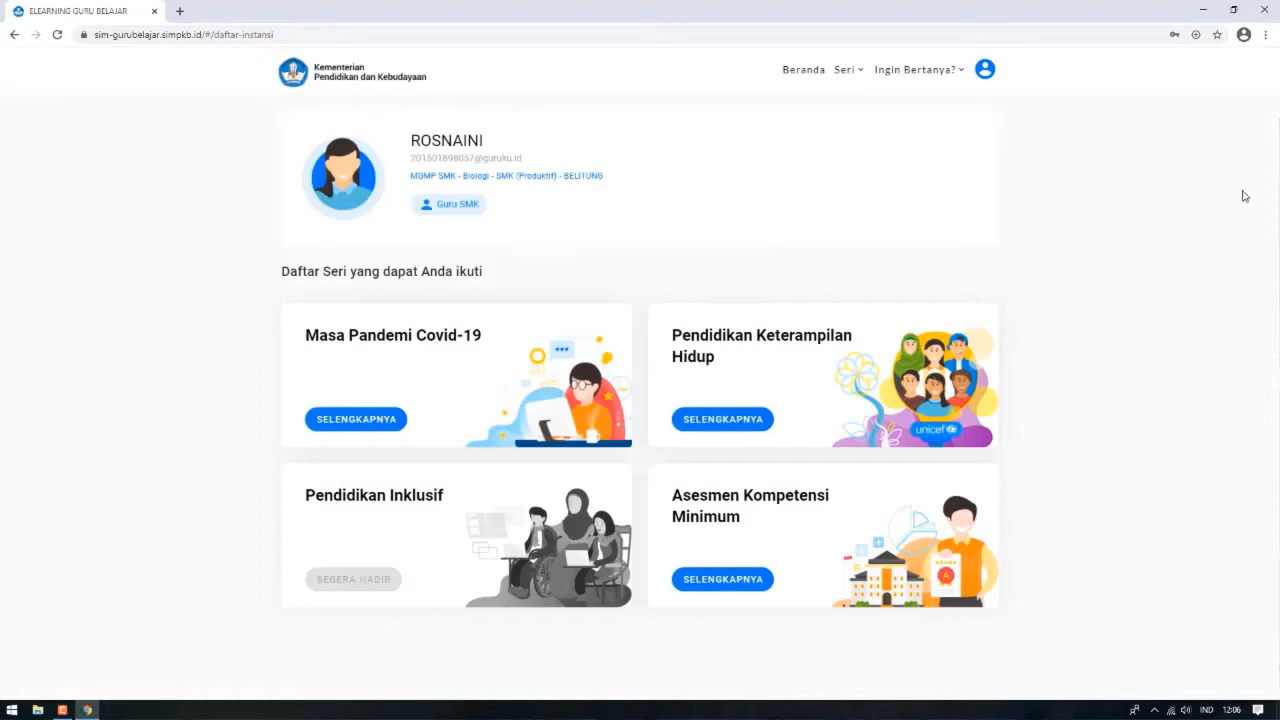 ELEARNING GURU BELAJAR
sim-gurubelajar.simpkb.id/#/daftar-instansi
Kementerian
Pendidikan dan Kebudayaan
Beranda Seri Ingin Bertanya?
ROSNAINI
201501898057@guruku.id
MGMP SMK - Biologi - SMK (Produktif) - BELITUNG
Guru SMK
Daftar Seri yang dapat Anda ikuti
Masa Pandemi Covid-19
SELENGKAPNYA
Pendidikan Keterampilan
Hidup
SELENGKAPNYA
unicef
Pendidikan Inklusif
SEGERA HADIR
Asesmen Kompetensi
Minimum
SELENGKAPNYA
A
IND 12:06